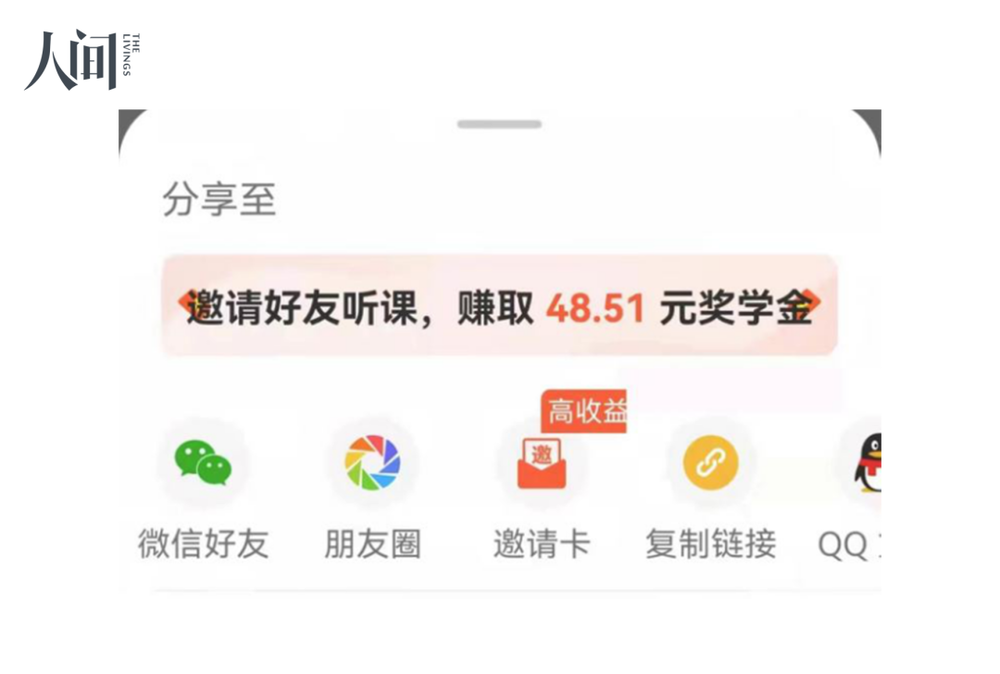 人间
THE
LIVINGS
分享至
邀请好友听课，赚取 48.51 元奖学金
高收益
邀
微信好友
朋友圈
邀请卡
复制链接
QQ